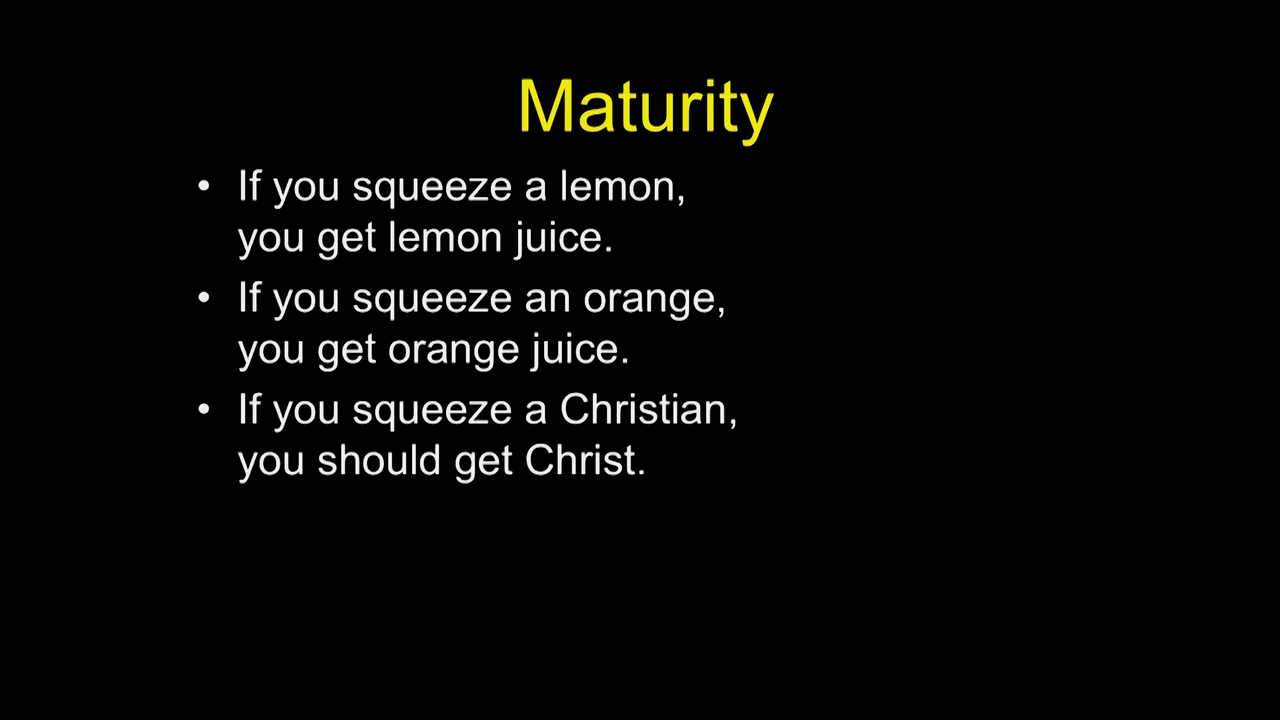 Maturity
• If you squeeze a lemon,
you get lemon juice.
• If you squeeze an orange,
you get orange juice.
• If you squeeze a Christian,
you should get Christ.